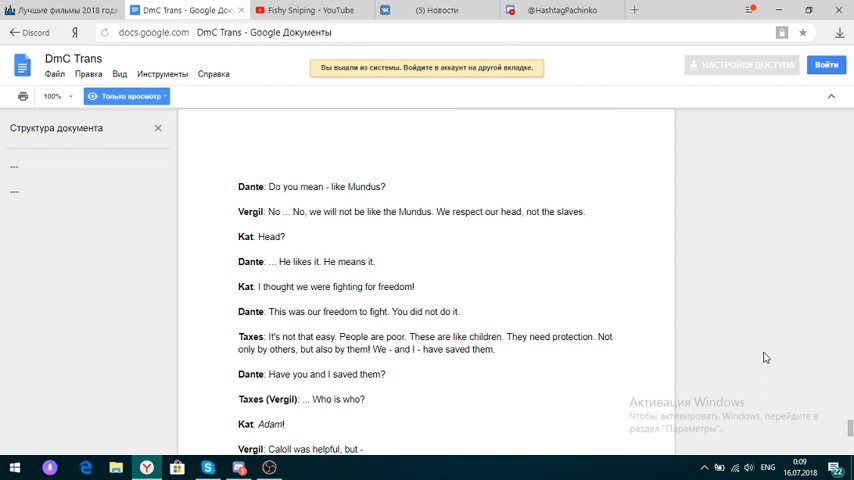 Лучшие фильмы 2018 года.
DmC Trans - Google Док
Fishy Sniping - YouTube
(5) Новости
@HashtagPachinko
Discord
Я
docs.google.com
DmC Trans - Google Документы
DmC Trans
Файл Правка Вид Инструменты Справка
Вы вышли из системы. Войдите в аккаунт на другой вкладке.
НАСТРОЙКИ ДОСТУПА
Войти
100%
Только просмотр
Структура документа
---
---
Dante: Do you mean - like Mundus?
Vergil: No ... No, we will not be like the Mundus. We respect our head, not the slaves.
Kat: Head?
Dante: ... He likes it. He means it.
Kat: I thought we were fighting for freedom!
Dante: This was our freedom to fight. You did not do it.
Taxes: It's not that easy. People are poor. These are like children. They need protection. Not
only by others, but also by them! We - and I - have saved them.
Dante: Have you and I saved them?
Taxes (Vergil): ... Who is who?
Kat: Adam!
Vergil: Caloll was helpful, but -
Активация Windows
Чтобы активировать Windows, перейдите в
раздел "Параметры".
ENG
0:09
16.07.2018
22